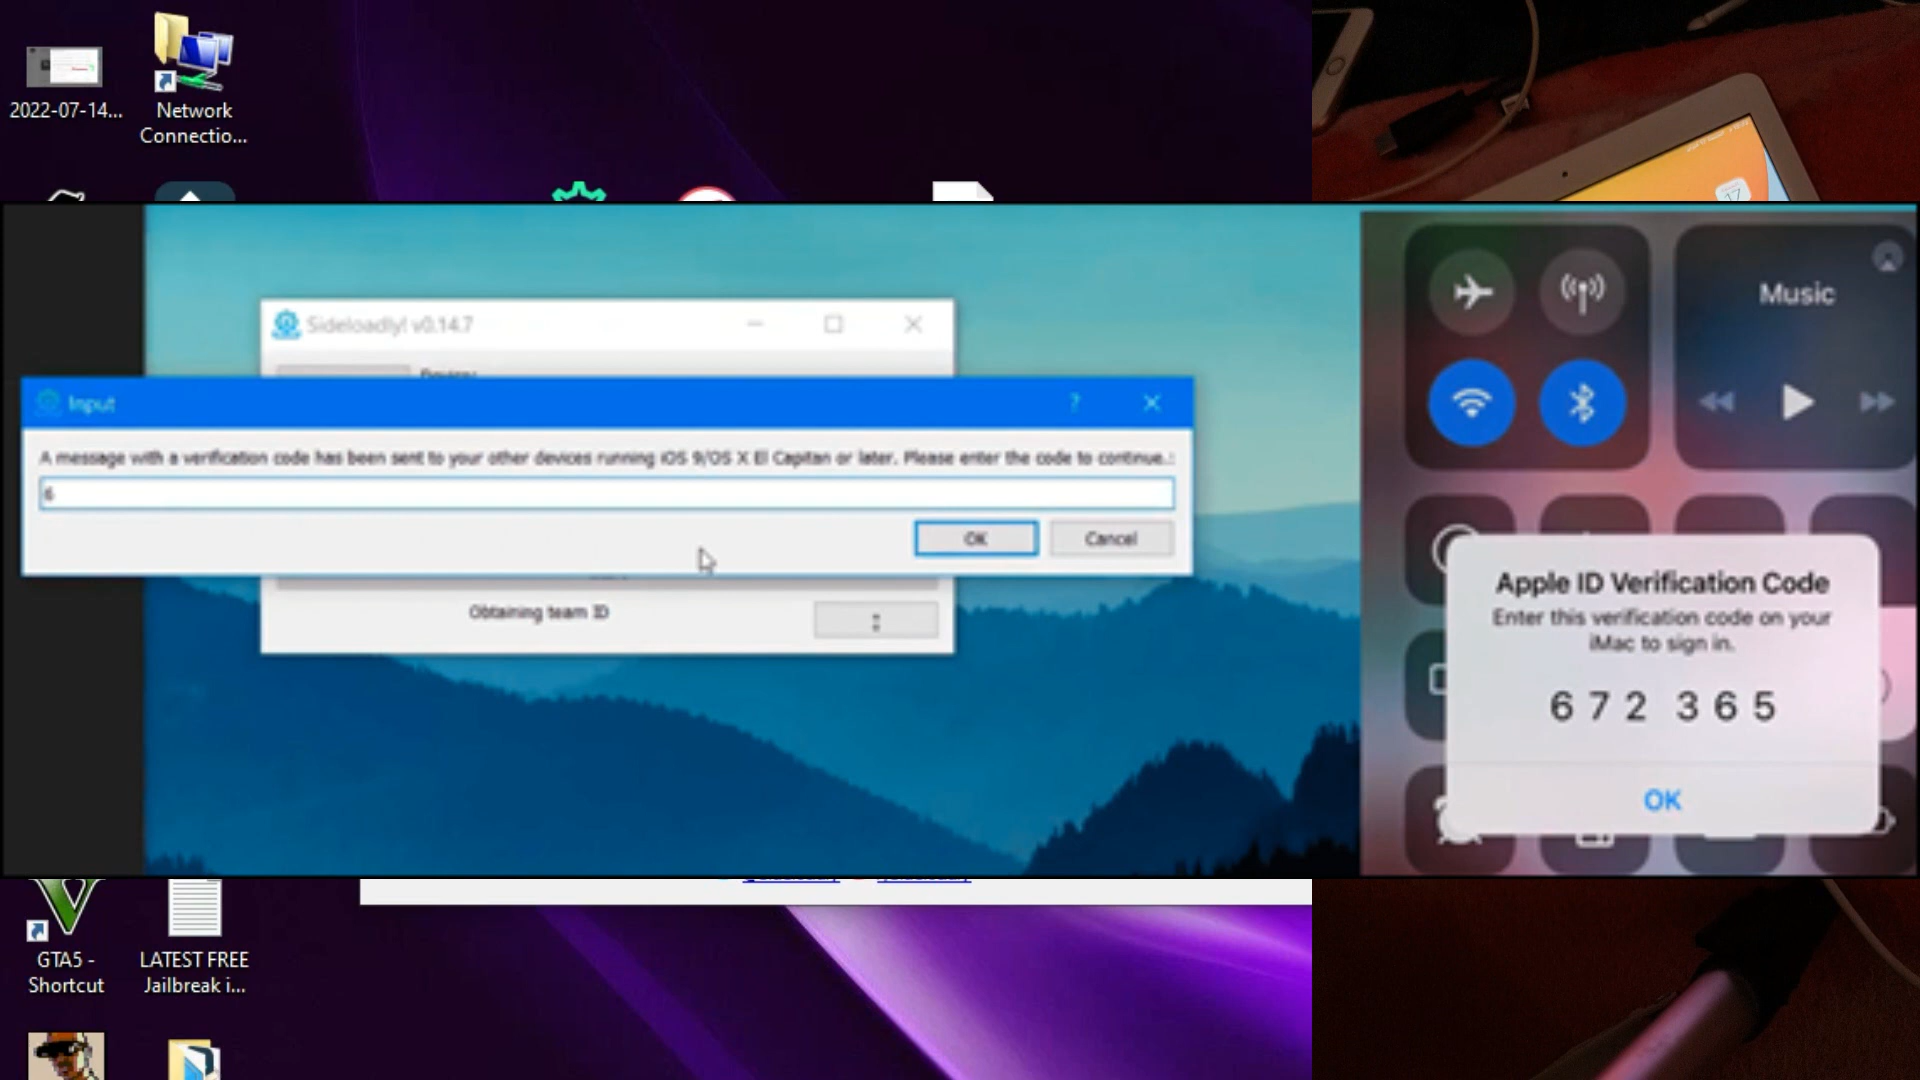 2022-07-14...
Network
Connectio...
Sideloadly! v0.14.7
Device:
Input
?
A message with a verification code has been sent to your other devices running iOS 9/OS X El Capitan or later. Please enter the code to continue.:
6
OK
Cancel
Obtaining team ID
:
Music
Apple ID Verification Code
Enter this verification code on your
iMac to sign in.
672 365
OK
17
GTA5 -
Shortcut
LATEST FREE
Jailbreak i...